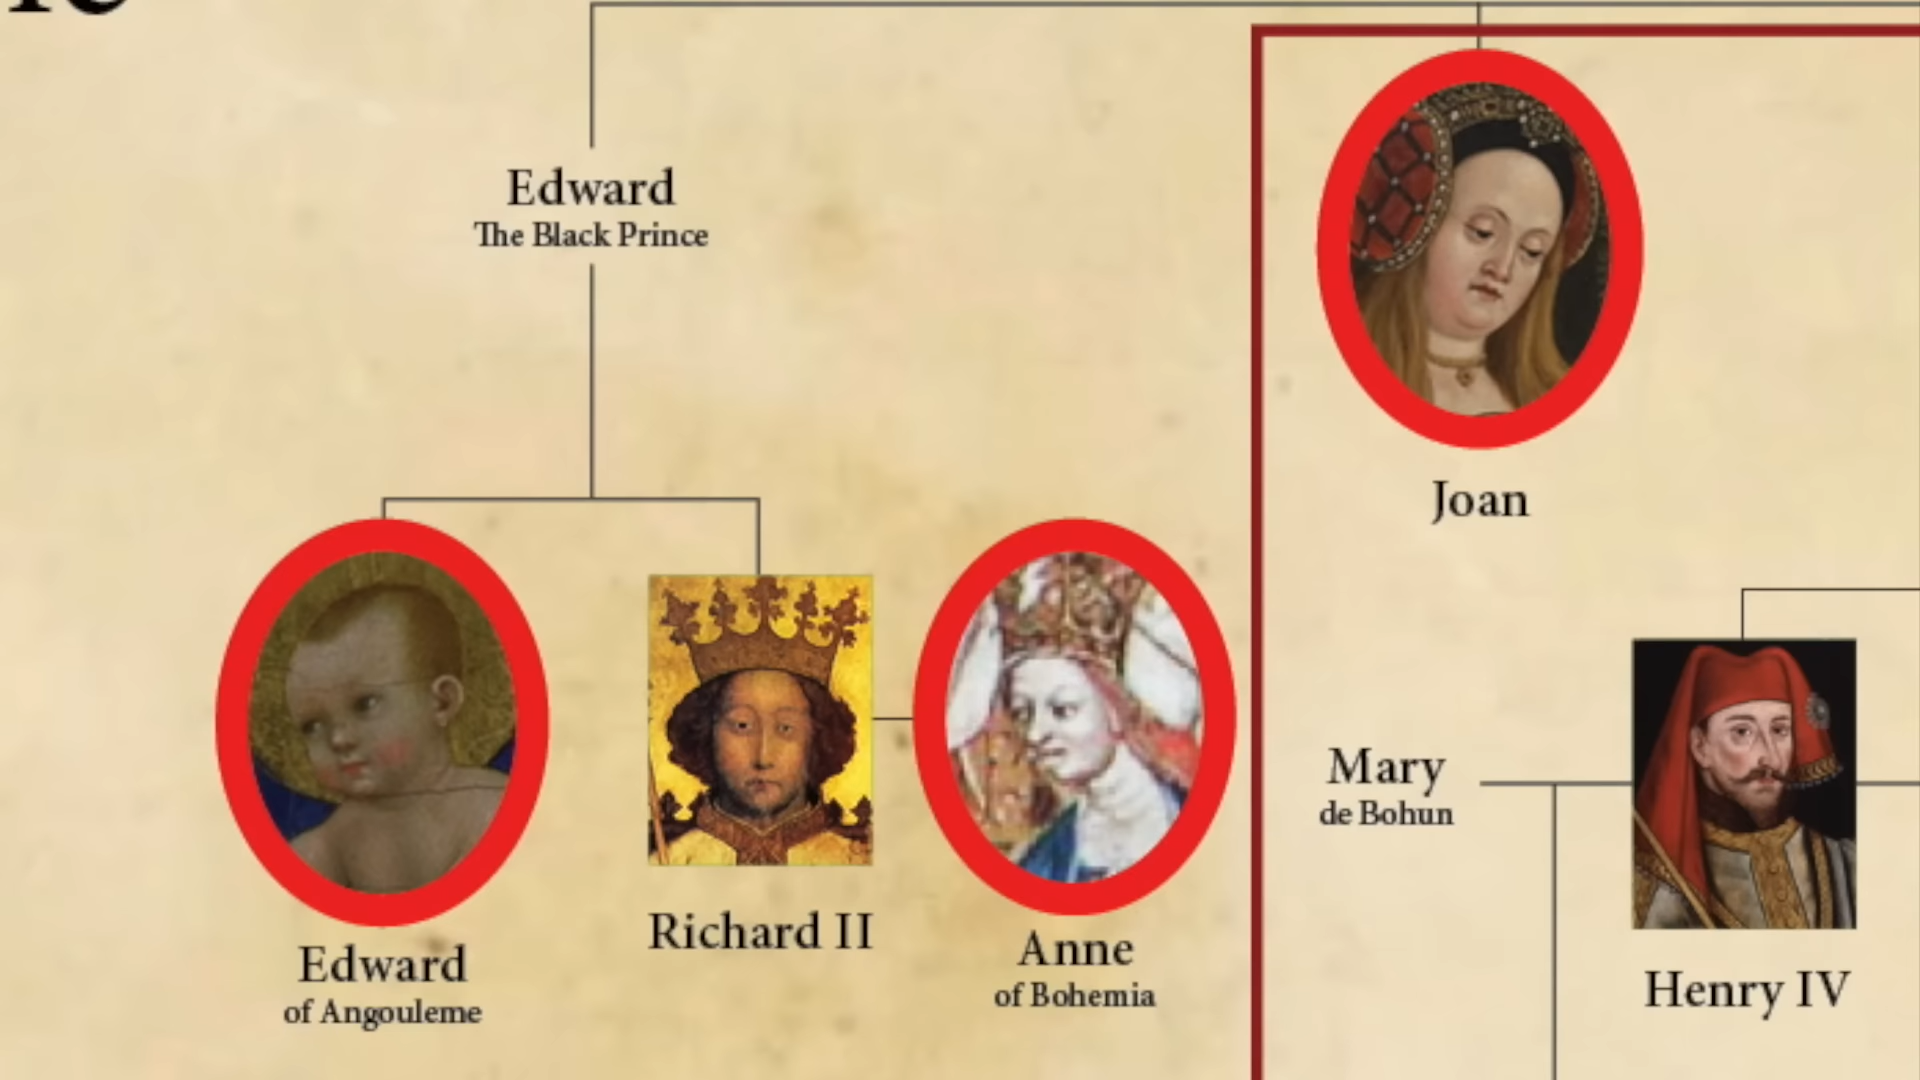 Edward
The Black Prince
Joan
Mary
de Bohun
Richard II
Anne
of Bohemia
Edward
of Angouleme
Henry IV